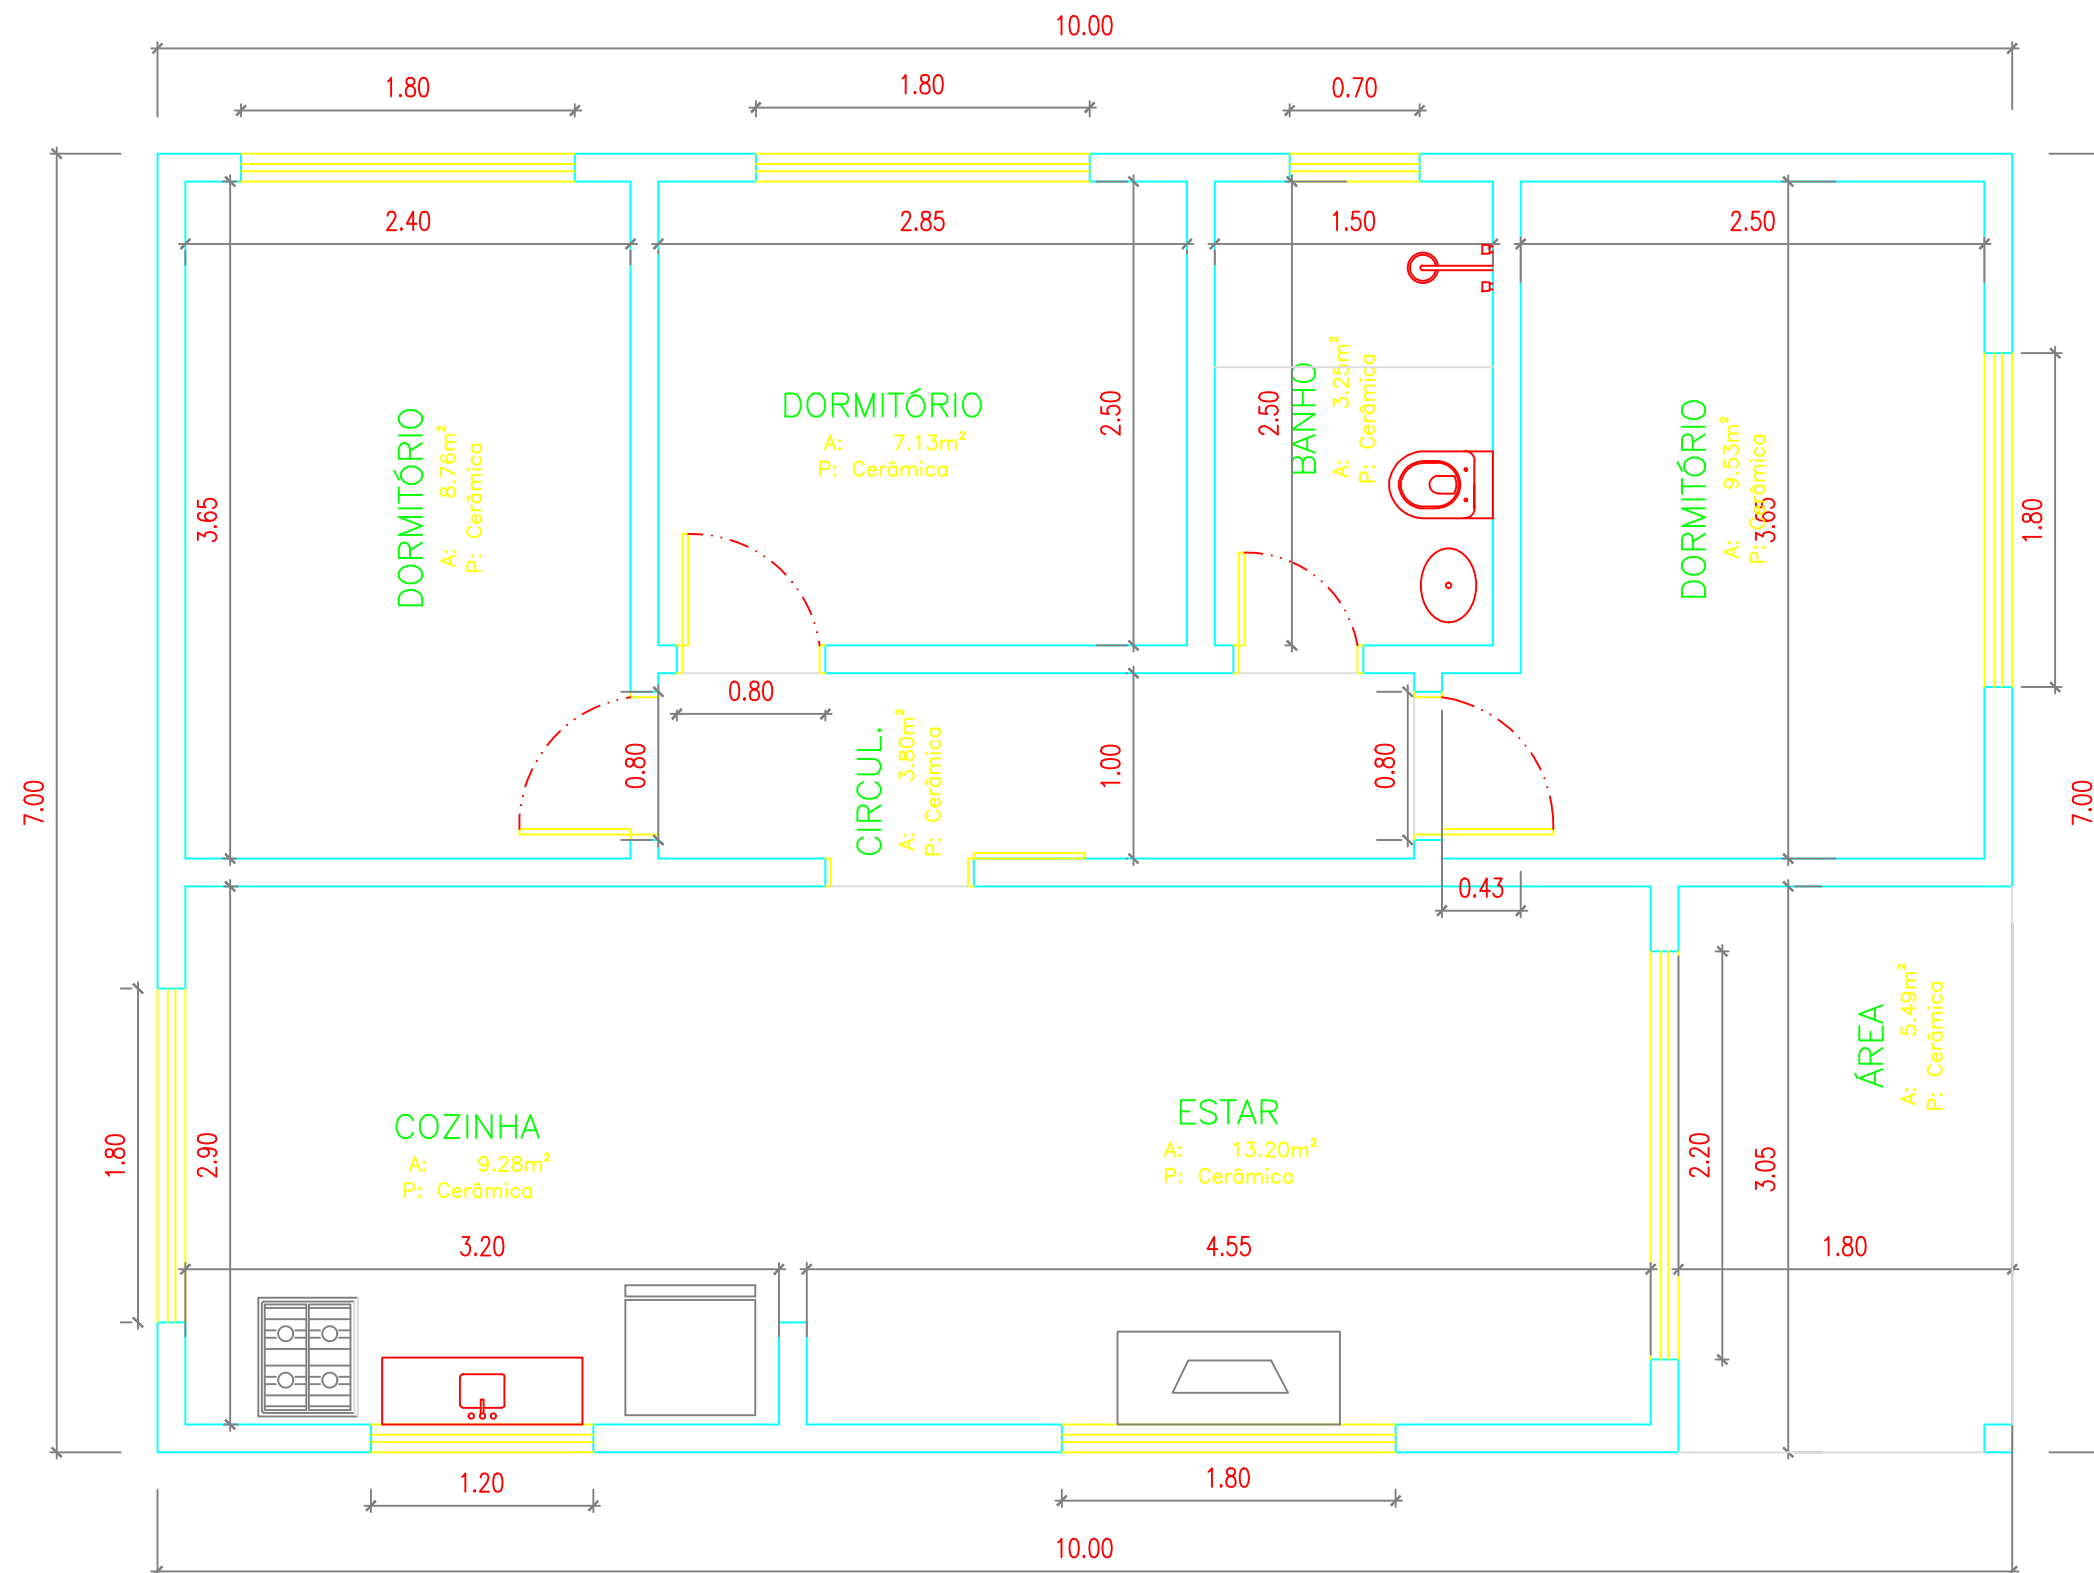 10.00
1.80
1.80
0.70
2.40
2.85
1.50
2.50
DORMITÓRIO
A: 8.76m²
P: Cerâmica
3.65
DORMITÓRIO
A: 7.13m²
P: Cerâmica
2.50
2.50
BANHO
A: 3.25m²
P: Cerâmica
DORMITÓRIO
A: 9.53m²
P: Cerâmica
3.65
1.80
0.80
0.80
CIRCUL.
A: 3.80m²
P: Cerâmica
1.00
0.80
7.00
7.00
0.43
ÁREA
A: 5.49m²
P: Cerâmica
COZINHA
A: 9.28m²
P: Cerâmica
ESTAR
A: 13.20m²
P: Cerâmica
1.80
2.90
2.20
3.05
3.20
4.55
1.80
1.20
1.80
10.00